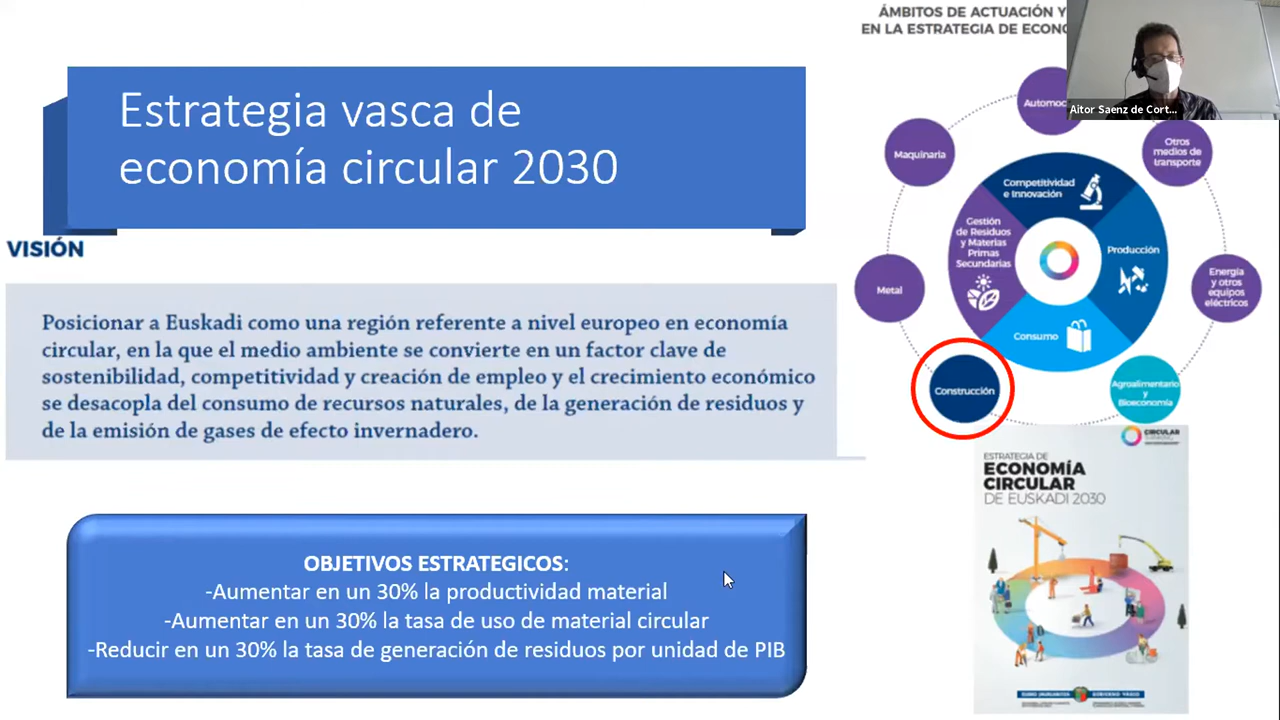 Estrategia vasca de
economía circular 2030
VISIÓN
Posicionar a Euskadi como una región referente a nivel europeo en economía
circular, en la que el medio ambiente se convierte en un factor clave de
sostenibilidad, competitividad y creación de empleo y el crecimiento económico
se desacopla del consumo de recursos naturales, de la generación de residuos y
de la emisión de gases de efecto invernadero.
OBJETIVOS ESTRATEGICOS:
-Aumentar en un 30% la productividad material
-Aumentar en un 30% la tasa de uso de material circular
-Reducir en un 30% la tasa de generación de residuos por unidad de PIB
ÁMBITOS DE ACTUACIÓN Y
EN LA ESTRATEGIA DE ECON
Aitor Saenz de Cort...
Automoc
Otros
medios de
transporte
Maquinaria
Competitividad
e Innovación
Gestión
de Residuos
y Materias
Primas
Secundarias
Producción
Consumo
Metal
Energía
y otros
equipos
eléctricos
Construcción
Agroalimentario
y
Bioeconomía
CIRCULAR
ESTRATEGIA DE
ECONOMÍA
CIRCULAR
DE EUSKADI 2030
EUSKO JAURLARITZA
GOBIERNO VASCO